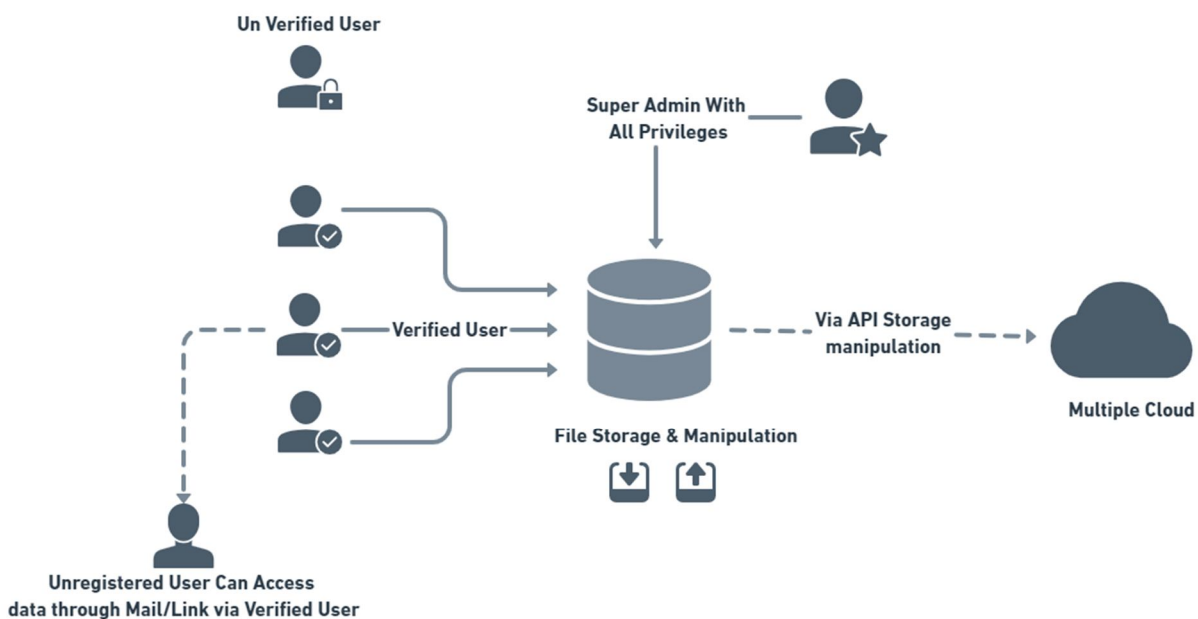 Un Verified User
Super Admin With
All Privileges
Verified User
Via API Storage
manipulation
Multiple Cloud
File Storage & Manipulation
Unregistered User Can Access
data through Mail/Link via Verified User